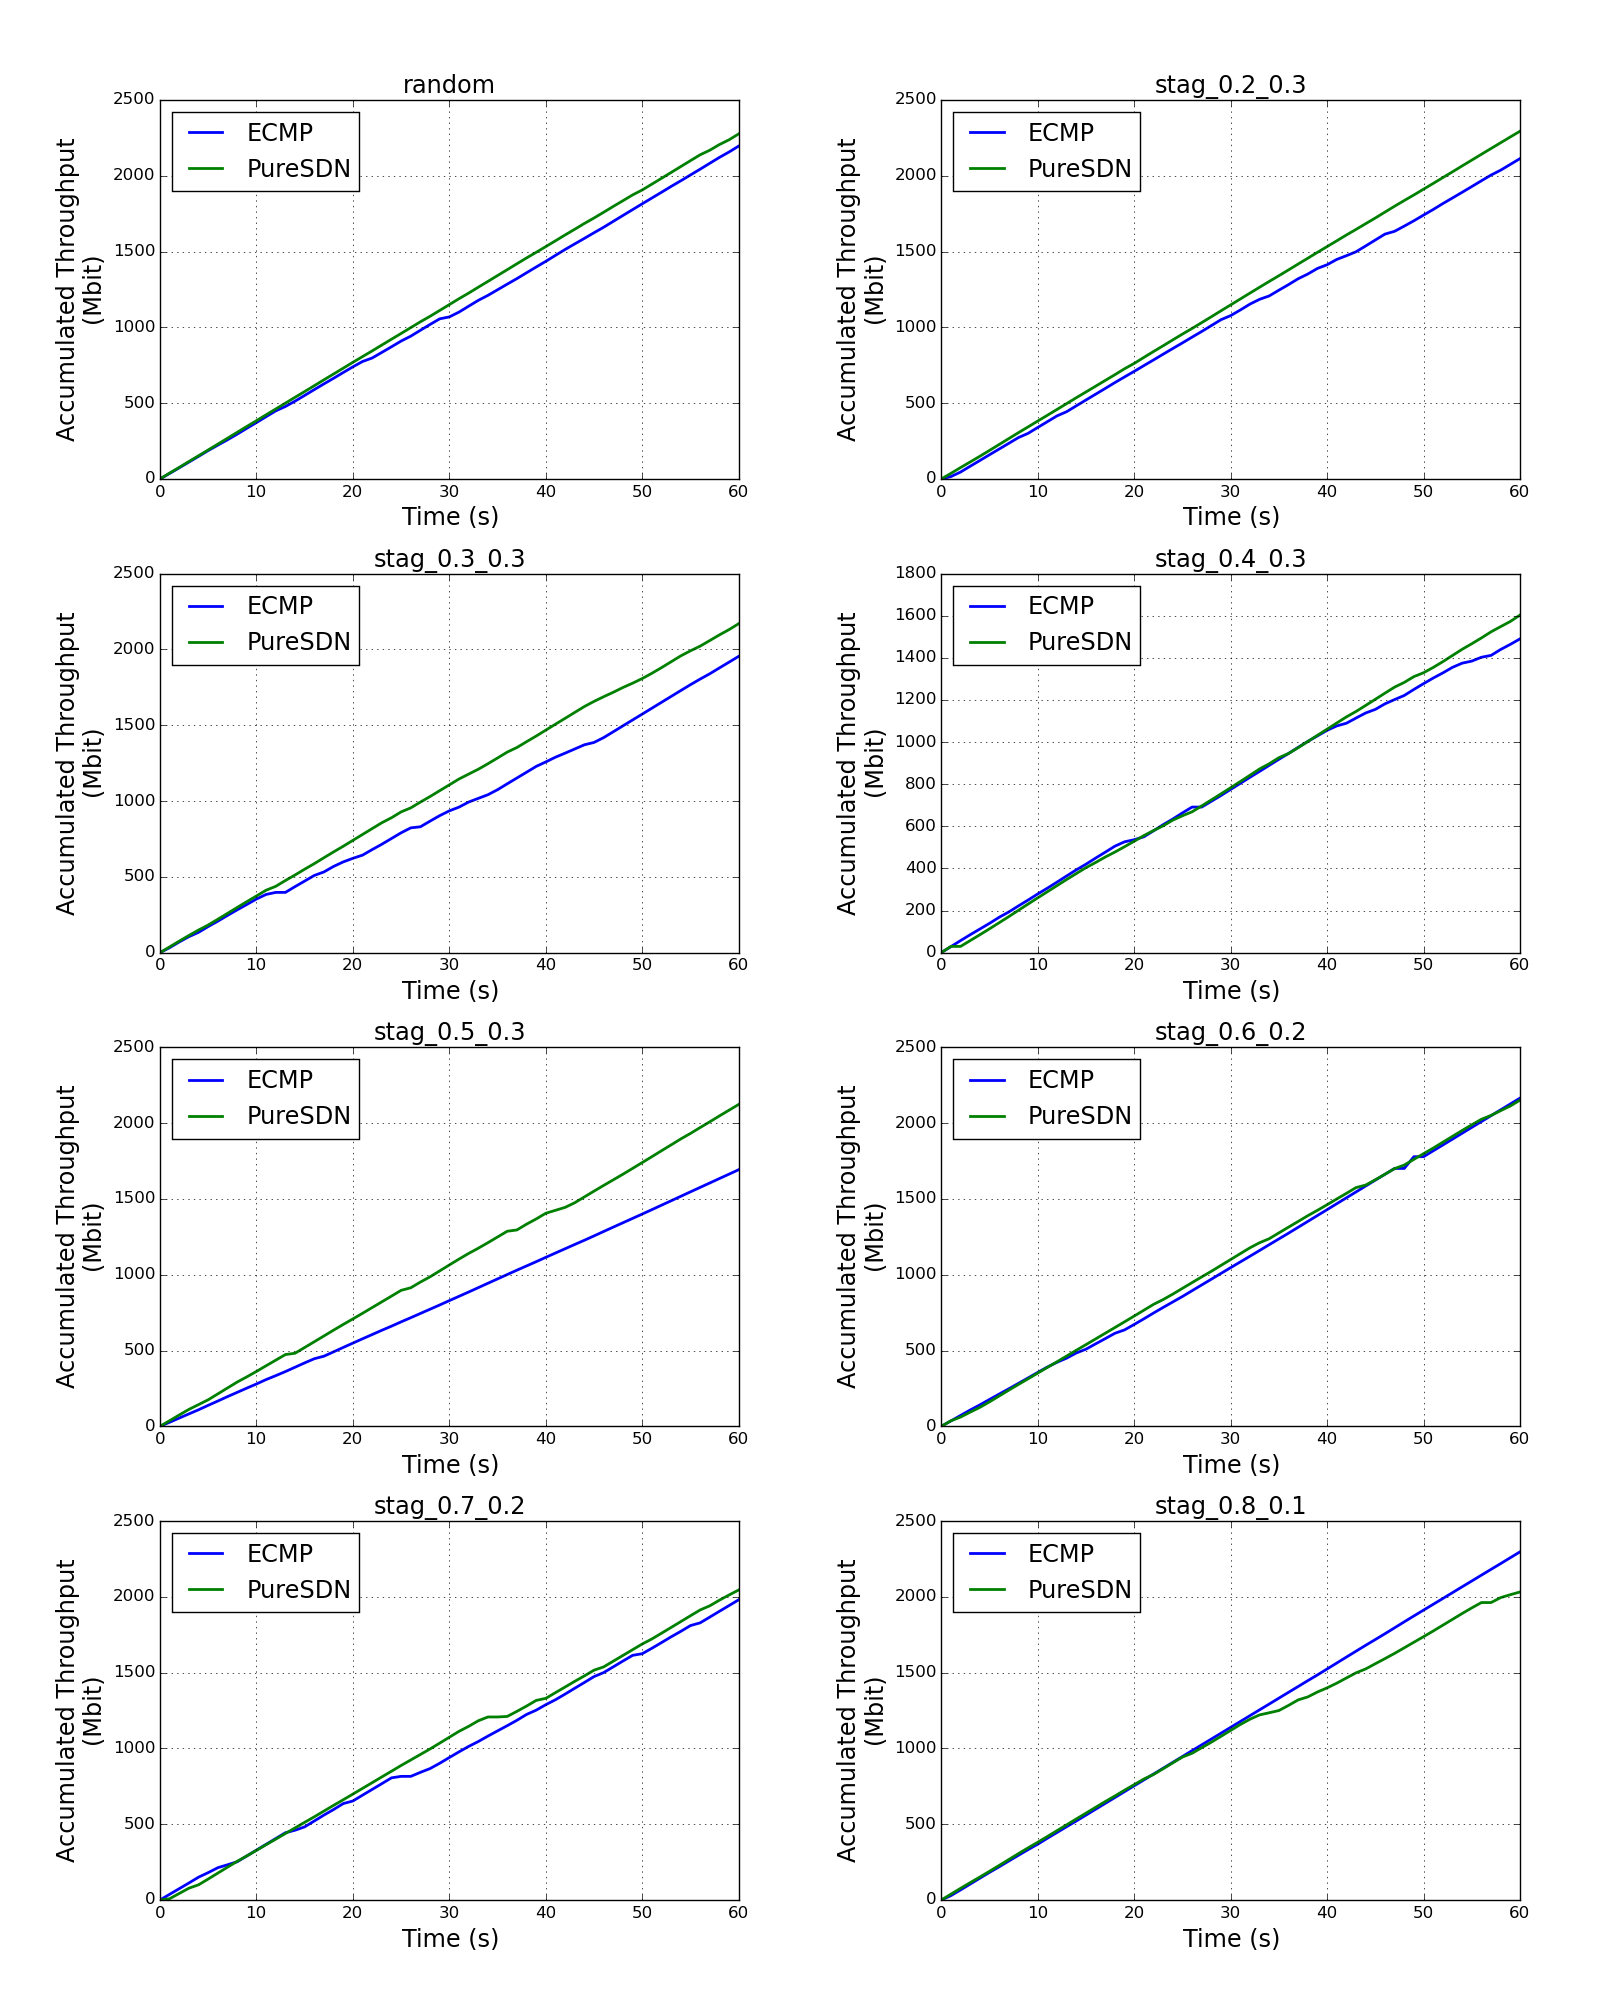 random
2500
2000
1500
1000
500
0
Accumulated Throughput
(Mbit)
ECMP
PureSDN
0 10 20 30 40 50 60
Time (s)
stag_0.2_0.3
2500
2000
1500
1000
500
0
Accumulated Throughput
(Mbit)
ECMP
PureSDN
0 10 20 30 40 50 60
Time (s)
stag_0.3_0.3
2500
2000
1500
1000
500
0
Accumulated Throughput
(Mbit)
ECMP
PureSDN
0 10 20 30 40 50 60
Time (s)
stag_0.4_0.3
1800
1600
1400
1200
1000
800
600
400
200
0
Accumulated Throughput
(Mbit)
ECMP
PureSDN
0 10 20 30 40 50 60
Time (s)
stag_0.5_0.3
2500
2000
1500
1000
500
0
Accumulated Throughput
(Mbit)
ECMP
PureSDN
0 10 20 30 40 50 60
Time (s)
stag_0.6_0.2
2500
2000
1500
1000
500
0
Accumulated Throughput
(Mbit)
ECMP
PureSDN
0 10 20 30 40 50 60
Time (s)
stag_0.7_0.2
2500
2000
1500
1000
500
0
Accumulated Throughput
(Mbit)
ECMP
PureSDN
0 10 20 30 40 50 60
Time (s)
stag_0.8_0.1
2500
2000
1500
1000
500
0
Accumulated Throughput
(Mbit)
ECMP
PureSDN
0 10 20 30 40 50 60
Time (s)